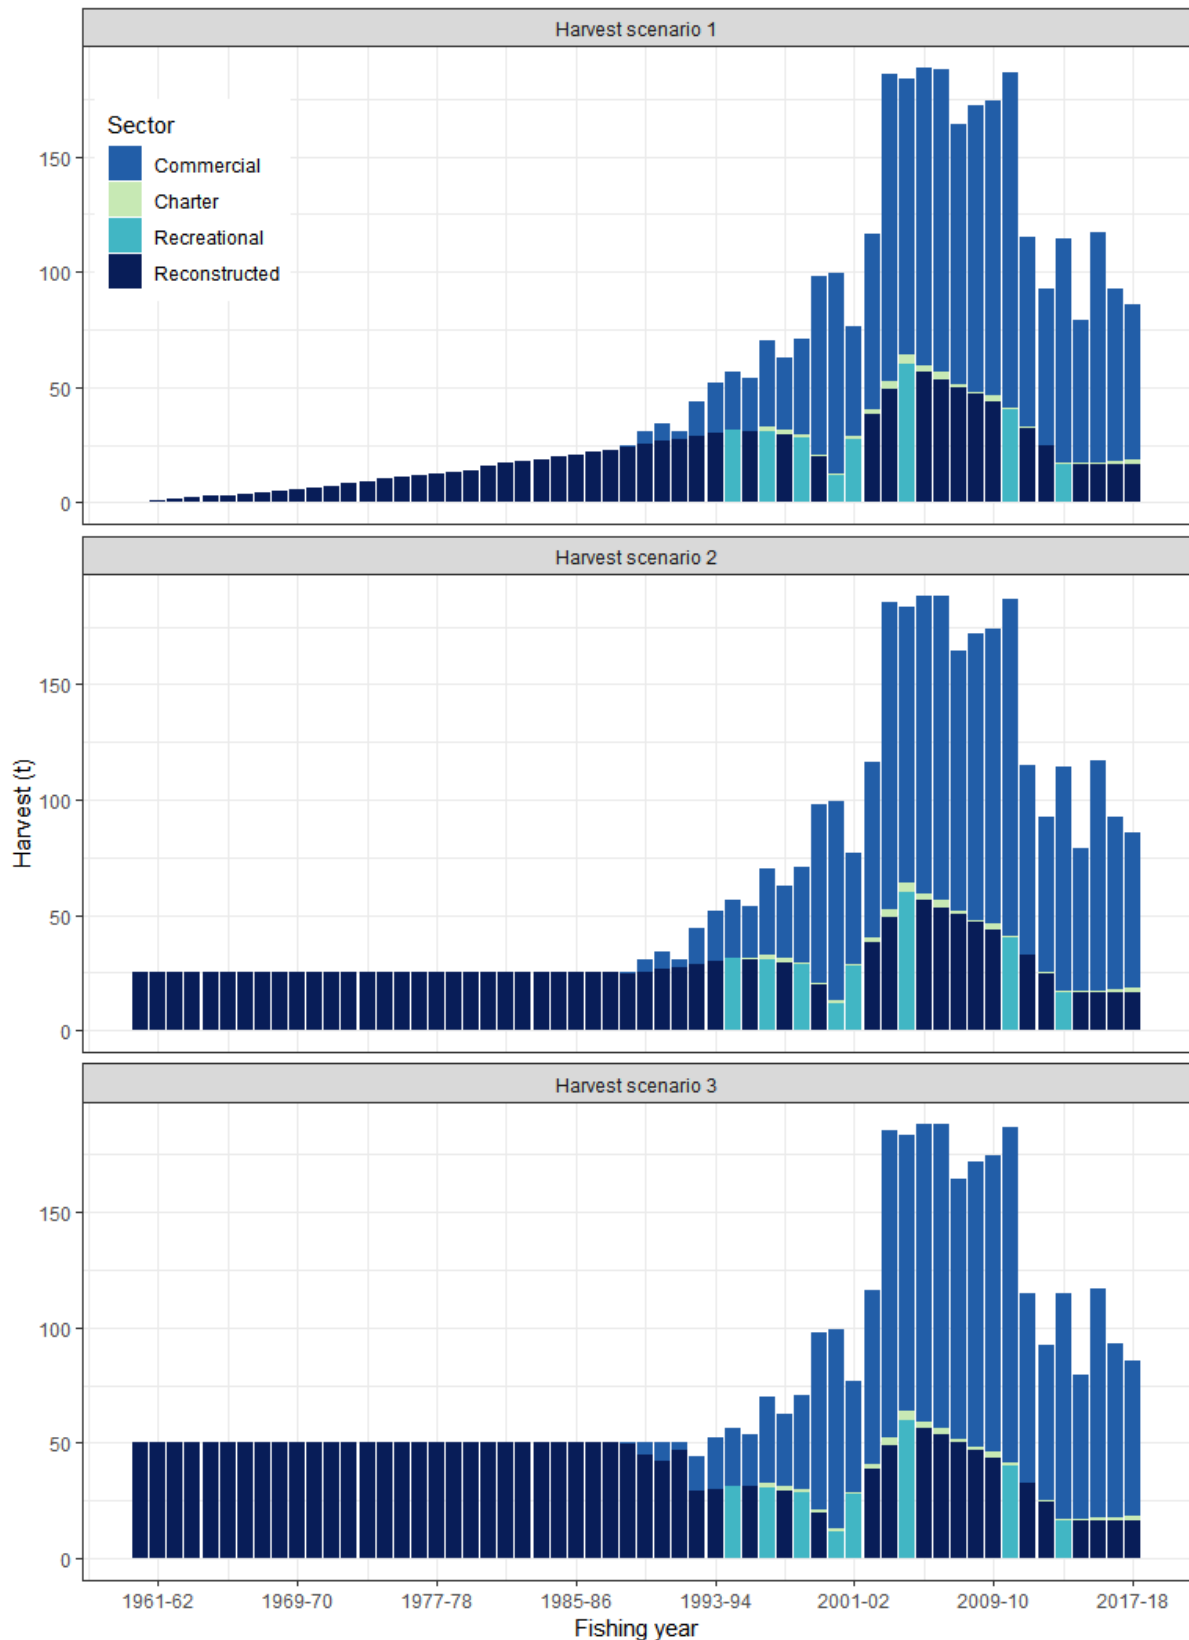 Harvest scenario 1
Sector
Commercial
Charter
Recreational
Reconstructed
150
100
50
0
Harvest scenario 2
150
100
50
0
Harvest (t)
Harvest scenario 3
150
100
50
0
1961-62 1969-70 1977-78 1985-86 1993-94 2001-02 2009-10 2017-18
Fishing year